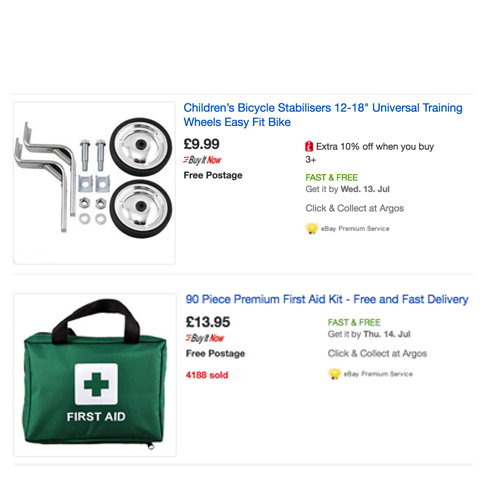 Children's Bicycle Stabilisers 12-18" Universal Training
Wheels Easy Fit Bike
£9.99
Buy It Now
Free Postage
£ Extra 10% off when you buy
3+
FAST & FREE
Get it by Wed. 13. Jul
Click & Collect at Argos
eBay Premium Service
90 Piece Premium First Aid Kit - Free and Fast Delivery
£13.95
Buy It Now
Free Postage
4188 sold
FAST & FREE
Get it by Thu. 14. Jul
Click & Collect at Argos
eBay Premium Service
FIRST AID